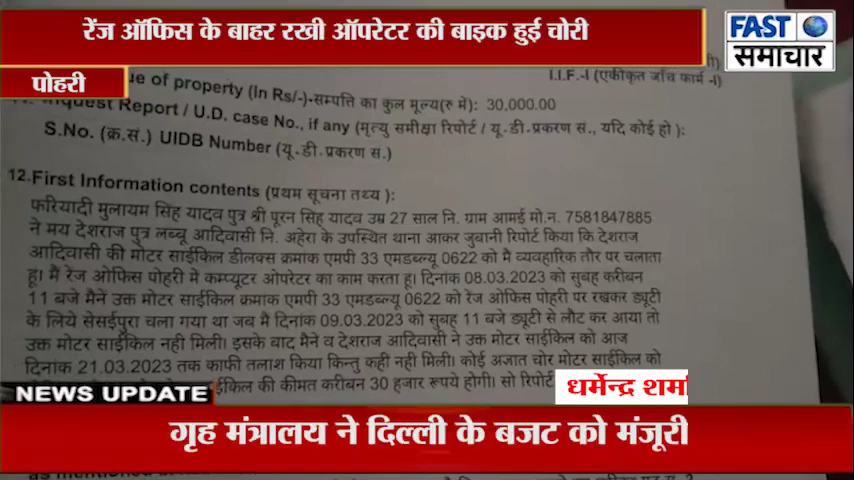 रेंज ऑफिस के बाहर रखी ऑपरेटर की बाइक हुई चोरी
FAST
समाचार
पोहरी
ue of property (In Rs/-)-सम्पत्ति का कुल मूल्य(रु में): 30,000.00
I.I.F.-I (एकीकृत जाँच फार्म -I)
quest Report / U.D. case No., if any (मृत्यु समीक्षा रिपोर्ट / यू.डी.प्रकरण सं., यदि कोई हो ):
S.No. (क्र.सं.) UIDB Number (यू.डी.प्रकरण सं.)
12.First Information contents (प्रथम सूचना तथ्य ):
फरियादी मुलायम सिंह यादव पुत्र श्री पूरन सिंह यादव उम्र 27 साल नि. ग्राम आमई मो.न. 7581847885
ने मय देशराज पुत्र लब्बू आदिवासी नि. अहेरा के उपस्थित थाना आकर जुबानी रिपोर्ट किया कि देशराज
आदिवासी की मोटर साईकिल डीलक्स क्रमांक एमपी 33 एमडब्ल्यू 0622 को मै व्यवहारिक तौर पर चलाता
हू। मैं रेंज ओफिस पोहरी में कम्प्यूटर ओपरेटर का काम करता हू। दिनांक 08.03.2023 को सुबह करीबन
11 बजे मैनें उक्त मोटर साईकिल क्रमांक एमपी 33 एमडब्ल्यू 0622 को रेंज ओफिस पोहरी पर रखकर ड्यूटी
के लिये सेसईपुरा चला गया था जब मै दिनांक 09.03.2023 को सुबह 11 बजे ड्यूटी से लौट कर आया तो
उक्त मोटर साईकिल नही मिली। इसके बाद मैने व देशराज आदिवासी ने उक्त मोटर साईकिल को आज
दिनांक 21.03.2023 तक काफी तलाश किया किन्तु कही नही मिली। कोई अज्ञात चोर मोटर साईकिल को
ईकिल की कीमत करीबन 30 हजार रूपये होगी। सो रिपोर्ट
धर्मेन्द्र शर्मा
NEWS UPDATE
गृह मंत्रालय ने दिल्ली के बजट को मंजूरी